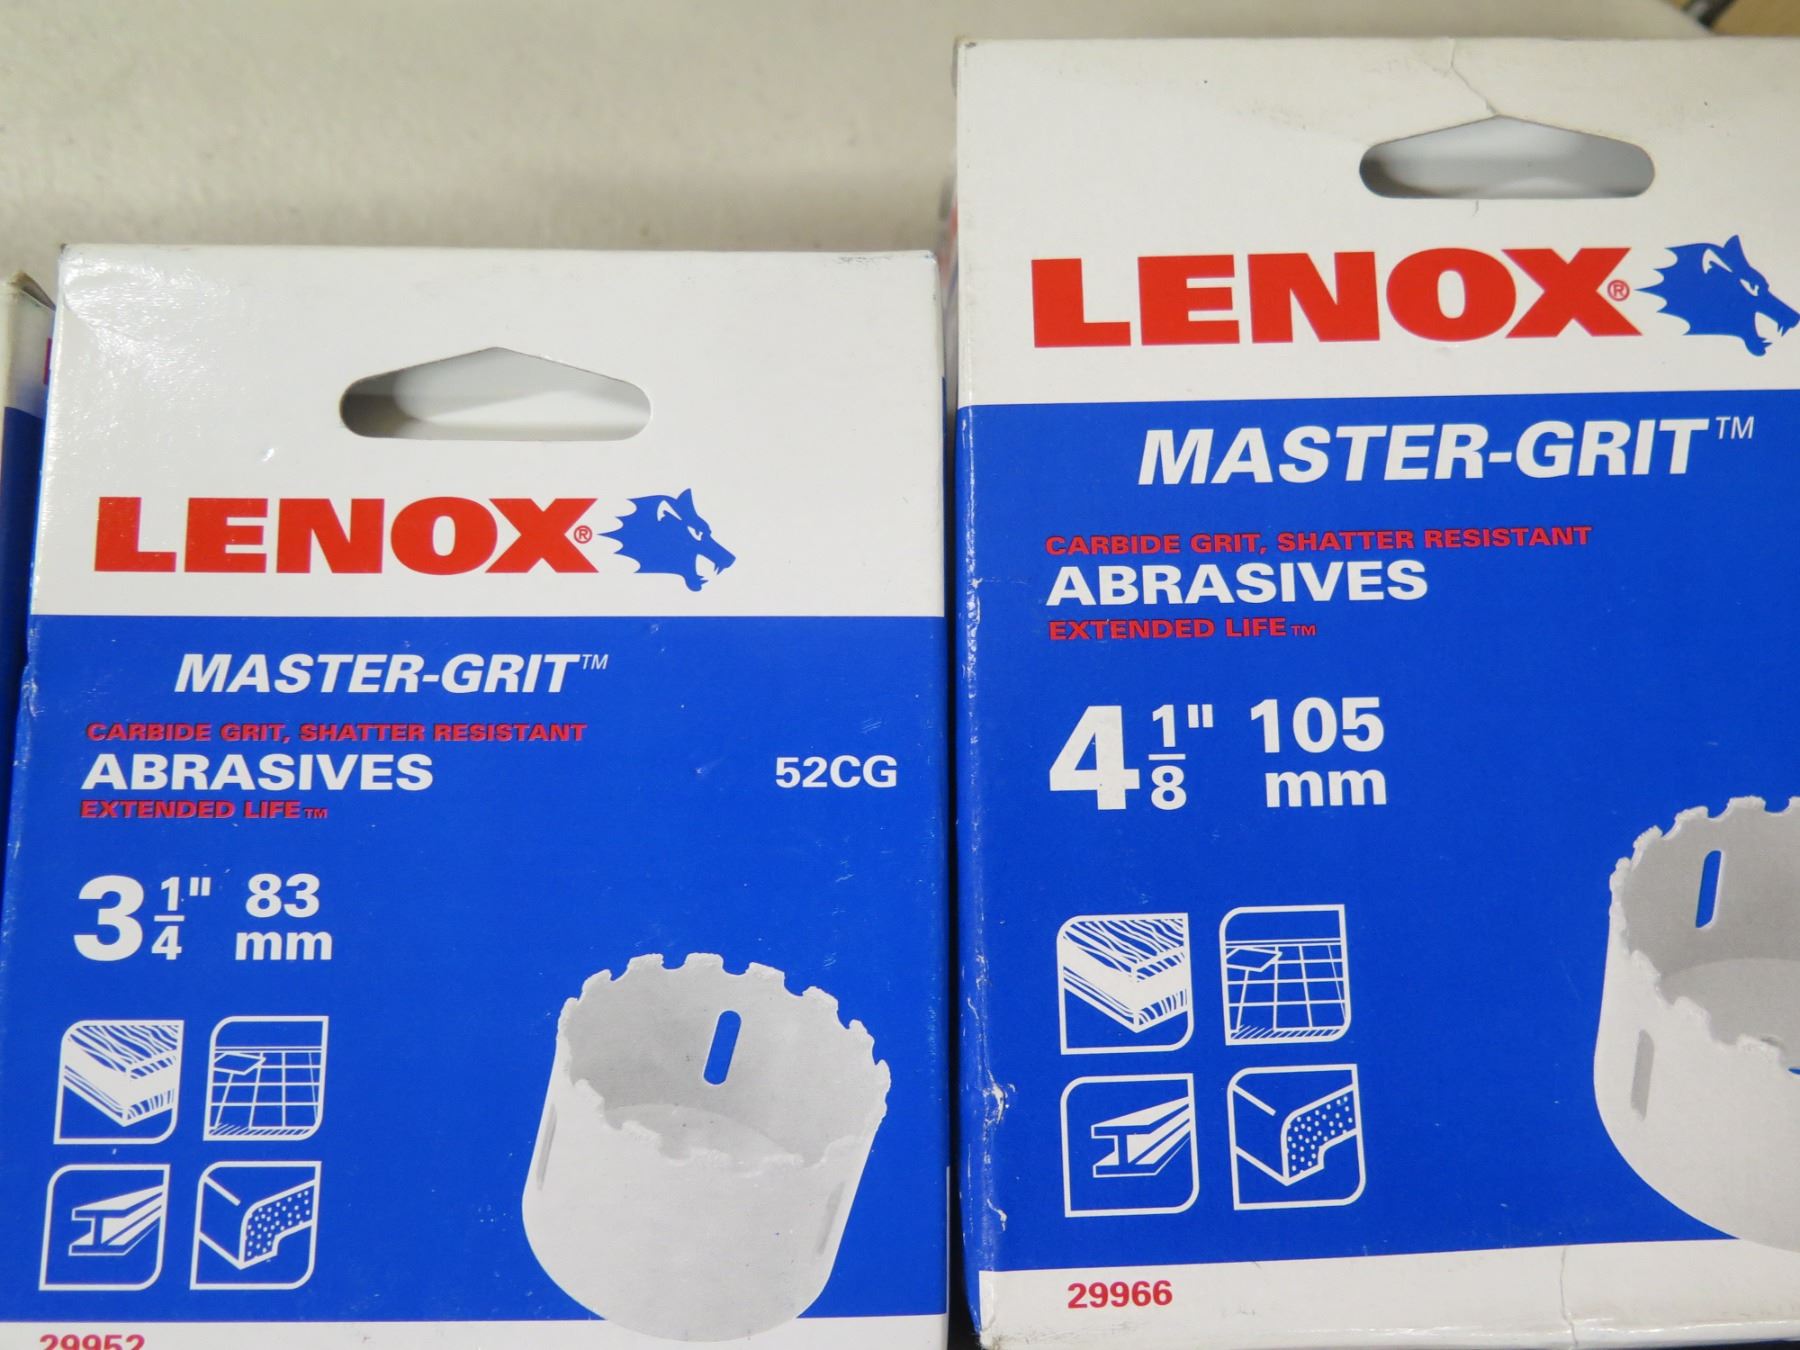 LENOX®
MASTER-GRIT™
CARBIDE GRIT, SHATTER RESISTANT
ABRASIVES
52CG
EXTENDED LIFE™
3 1/4" 83 mm
29952
LENOX®
MASTER-GRIT™
CARBIDE GRIT, SHATTER RESISTANT
ABRASIVES
EXTENDED LIFE™
4 1/8" 105 mm
29966